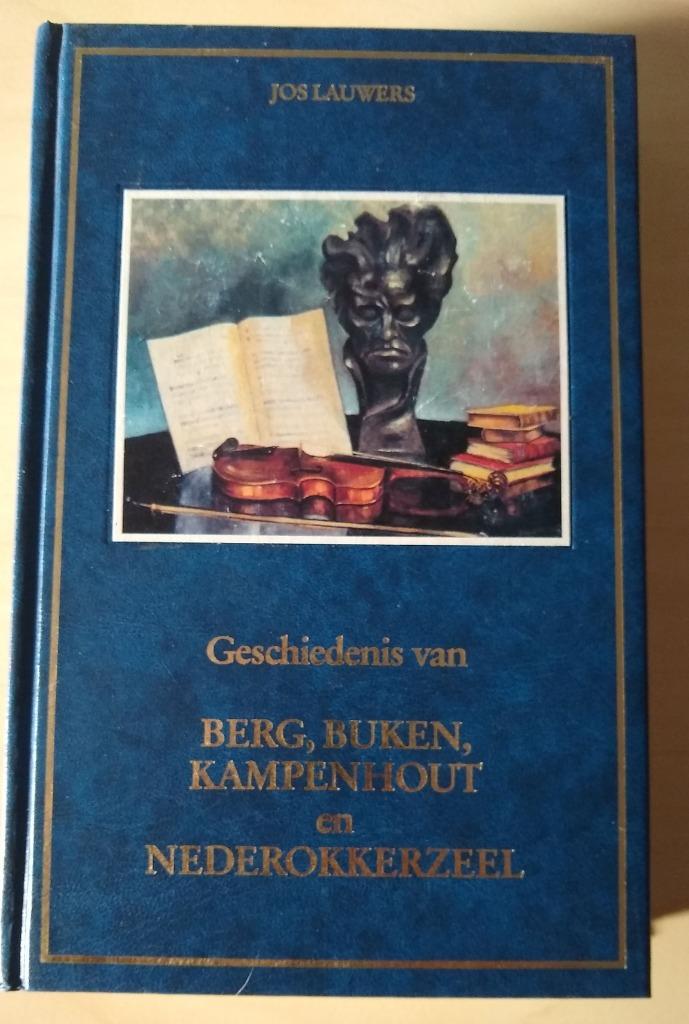 JOS LAUWERS
Geschiedenis van
BERG, BUKEN,
KAMPENHOUT
en
NEDEROKKERZEEL